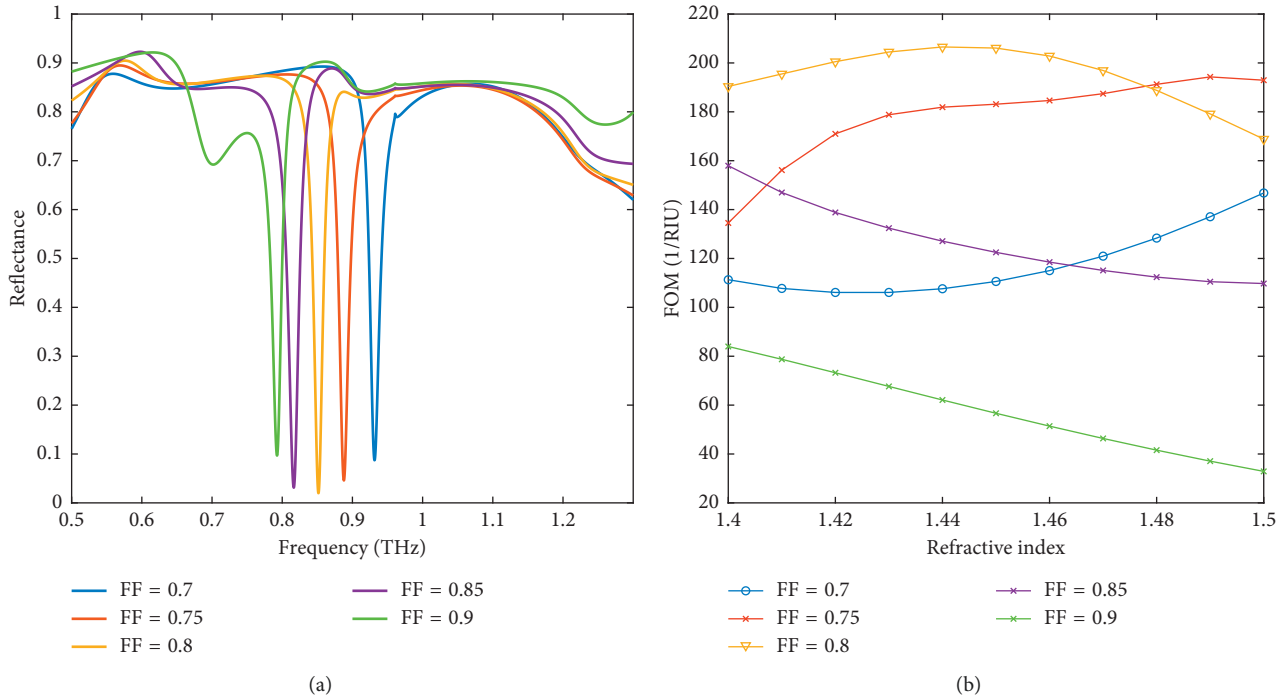 1
0.9
0.8
0.7
0.6
0.5
0.4
0.3
0.2
0.1
0
Reflectance
0.5 0.6 0.7 0.8 0.9 1 1.1 1.2
Frequency (THz)
FF = 0.7
FF = 0.75
FF = 0.8
FF = 0.85
FF = 0.9
(a)
220
200
180
160
140
120
100
80
60
40
20
FOM (1/RIU)
1.4 1.42 1.44 1.46 1.48 1.5
Refractive index
FF = 0.7
FF = 0.75
FF = 0.8
FF = 0.85
FF = 0.9
(b)